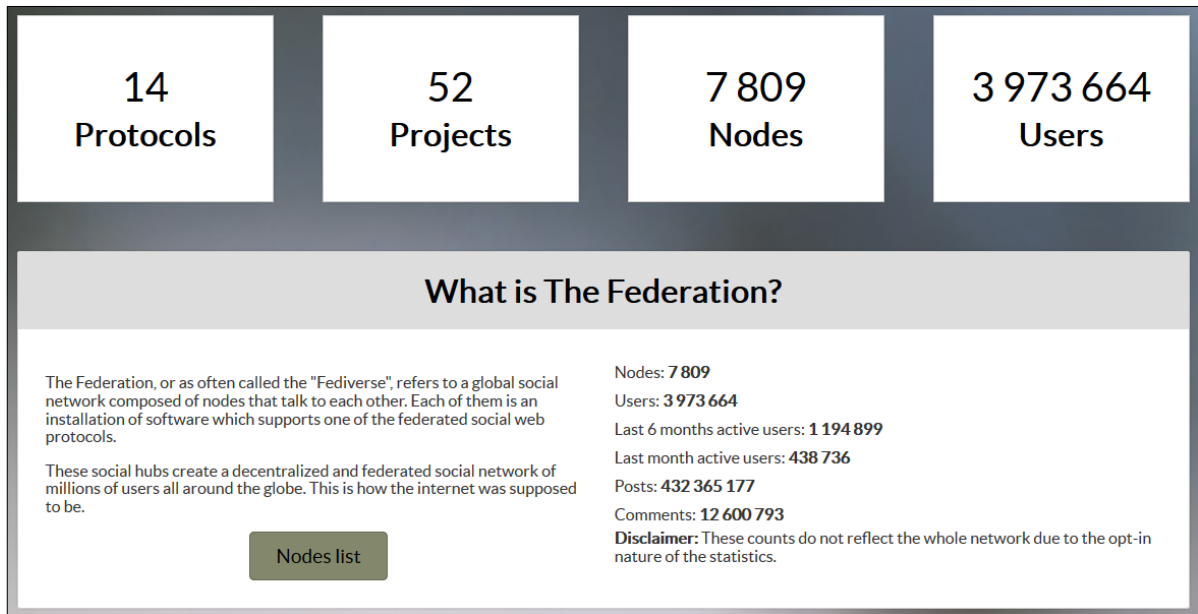 14
Protocols
52
Projects
7 809
Nodes
3 973 664
Users
What is The Federation?
The Federation, or as often called the "Fediverse", refers to a global social
network composed of nodes that talk to each other. Each of them is an
installation of software which supports one of the federated social web
protocols.
These social hubs create a decentralized and federated social network of
millions of users all around the globe. This is how the internet was supposed
to be.
Nodes list
Nodes: 7 809
Users: 3 973 664
Last 6 months active users: 1 194 899
Last month active users: 438 736
Posts: 432 365 177
Comments: 12 600 793
Disclaimer: These counts do not reflect the whole network due to the opt-in
nature of the statistics.